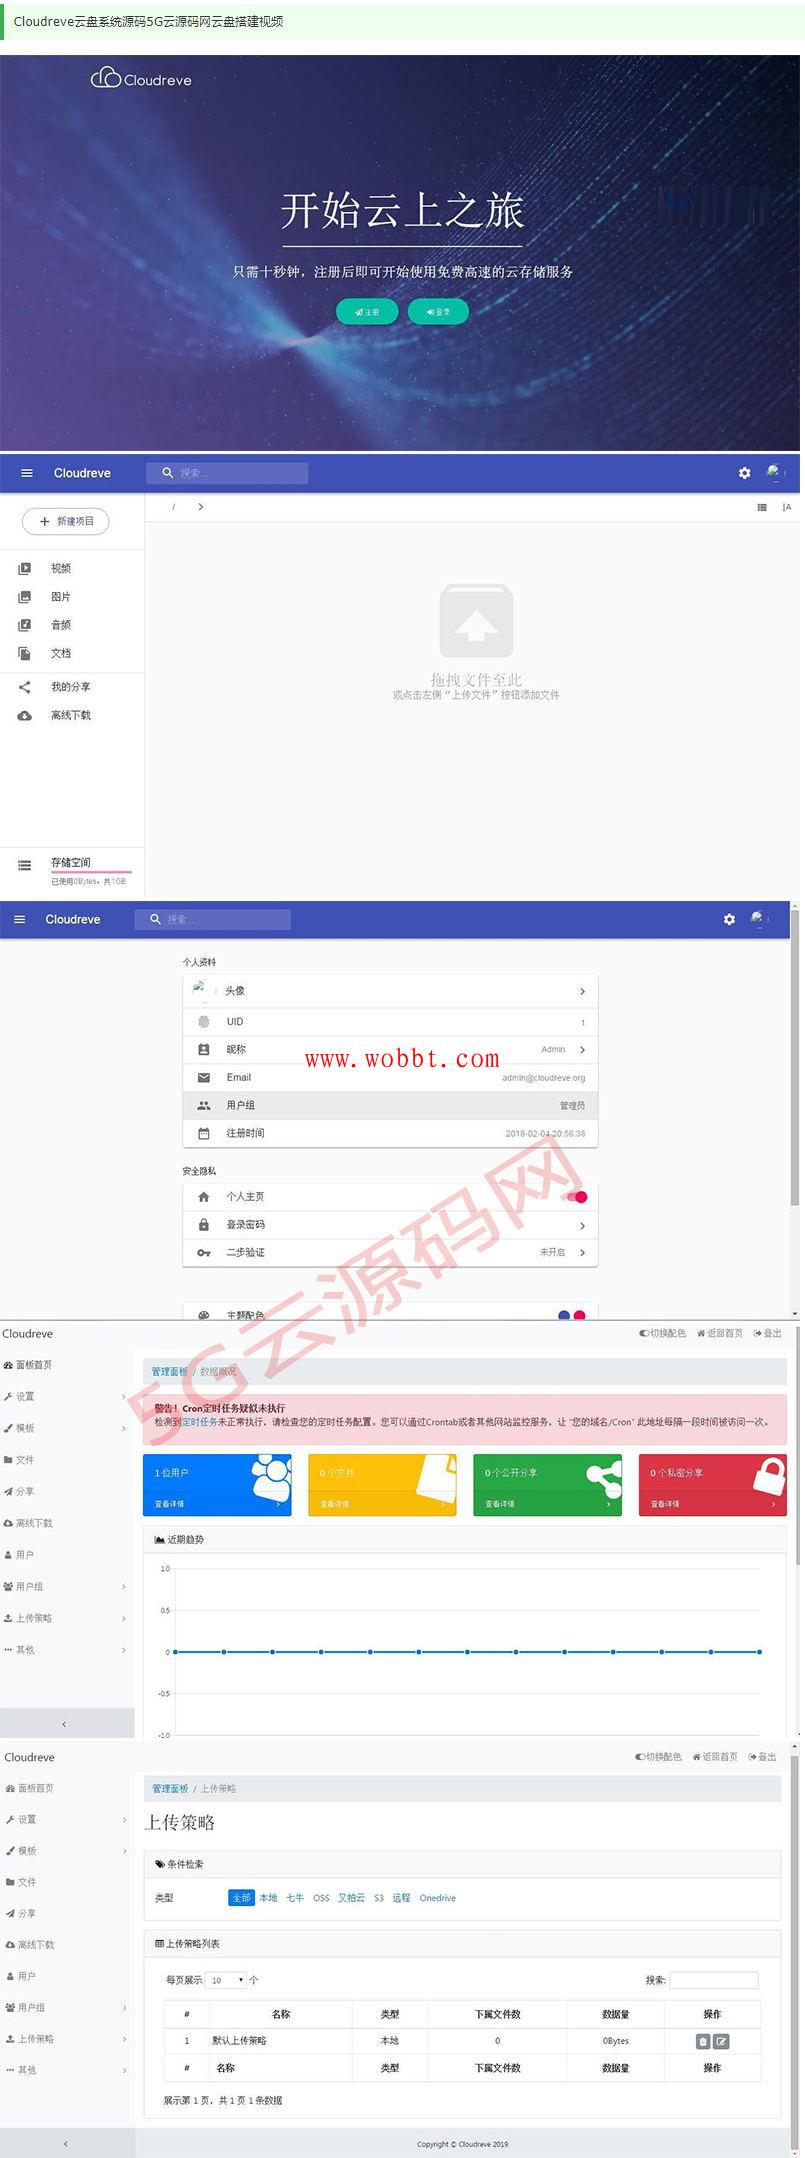 Cloudreve云盘系统源码5G云源码网云盘搭建视频
Cloudreve
开始云上之旅
只需十秒钟，注册后即可开始使用免费高速的云存储服务
注册 登录
Cloudreve 搜索...
新建项目 /
视频
图片
音频
文档
我的分享
离线下载
拖拽文件至此
或点击左侧“上传文件”按钮添加文件
存储空间
已使用0Bytes，共1GB
Cloudreve 搜索...
个人资料
头像
UID 1
昵称 Admin
www.wobbt.com
Email admin@cloudreve.org
用户组 管理员
注册时间 2018-02-04 20:56:38
安全隐私
个人主页
登录密码
二步验证 未开启
主题配色
5G云源码网
Cloudreve 切换配色 返回首页 登出
面板首页
设置
模板
文件
分享
离线下载
用户
用户组
上传策略
其他
管理面板 / 数据概况
警告！Cron定时任务疑似未执行
检测到定时任务未正常执行，请检查您的定时任务配置。您可以通过Crontab或者其他网站监控服务，让 "您的域名/Cron" 此地址每隔一段时间被访问一次。
1 位用户 0 个文件 0 个公开分享 0 个私密分享
查看详情 查看详情 查看详情 查看详情
近期趋势
1.0
0.5
0
-0.5
-1.0
Cloudreve 切换配色 返回首页 登出
面板首页
设置
模板
文件
分享
离线下载
用户
用户组
上传策略
其他
管理面板 / 上传策略
上传策略
条件检索
类型 全部 本地 七牛 OSS 又拍云 S3 远程 Onedrive
上传策略列表
每页展示 10 个 搜索:
# 名称 类型 下属文件数 数据量 操作
1 默认上传策略 本地 0 0Bytes
# 名称 类型 下属文件数 数据量 操作
展示第 1 页，共 1 页 1 条数据
Copyright © Cloudreve 2019